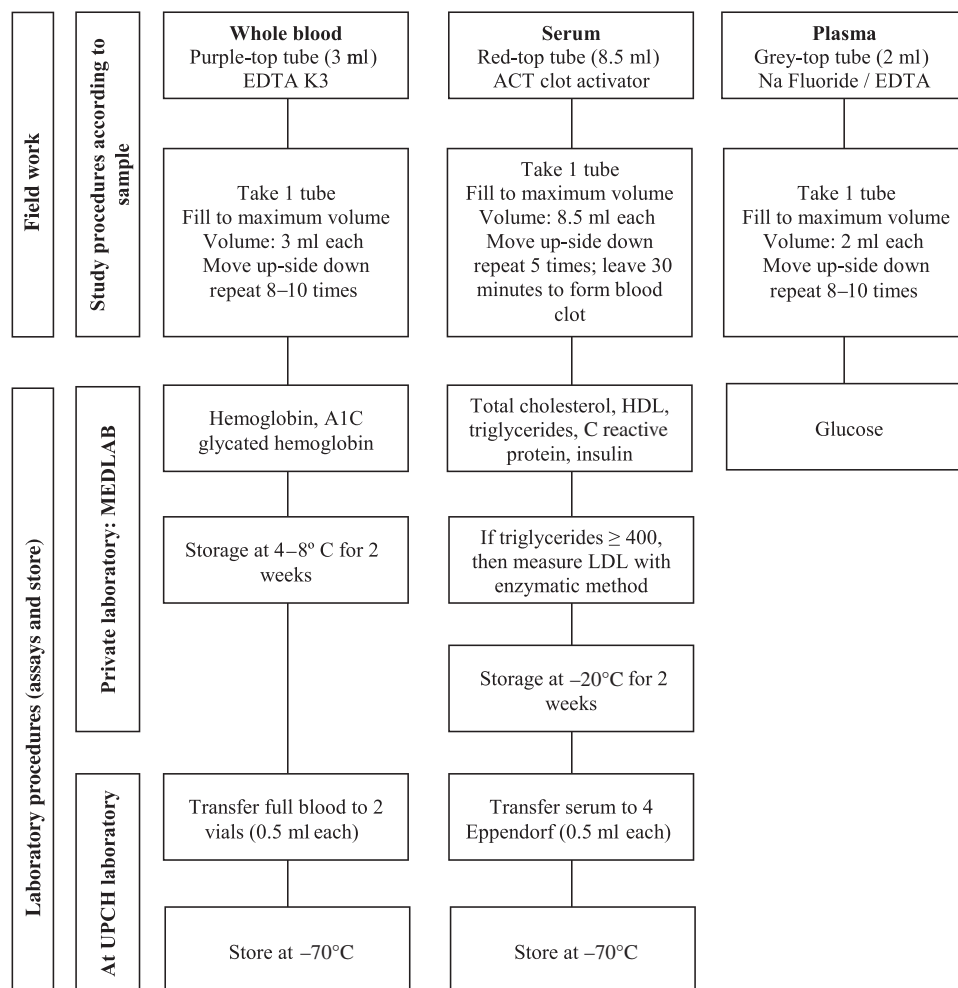 Field work
Study procedures according to
sample
Whole blood
Purple-top tube (3 ml)
EDTA K3
Serum
Red-top tube (8.5 ml)
ACT clot activator
Plasma
Grey-top tube (2 ml)
Na Fluoride / EDTA
Take 1 tube
Fill to maximum volume
Volume: 3 ml each
Move up-side down
repeat 8–10 times
Take 1 tube
Fill to maximum volume
Volume: 8.5 ml each
Move up-side down
repeat 5 times; leave 30
minutes to form blood
clot
Take 1 tube
Fill to maximum volume
Volume: 2 ml each
Move up-side down
repeat 8–10 times
Laboratory procedures (assays and store)
Private laboratory: MEDLAB
Hemoglobin, A1C
glycated hemoglobin
Total cholesterol, HDL,
triglycerides, C reactive
protein, insulin
Glucose
Storage at 4–8º C for 2
weeks
If triglycerides ≥ 400,
then measure LDL with
enzymatic method
Storage at –20°C for 2
weeks
At UPCH laboratory
Transfer full blood to 2
vials (0.5 ml each)
Transfer serum to 4
Eppendorf (0.5 ml each)
Store at –70°C
Store at –70°C